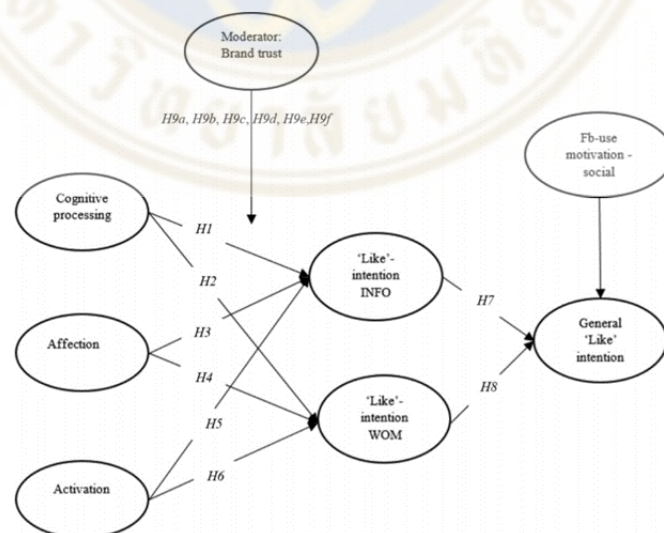 Moderator:
Brand trust
H9a, H9b, H9c, H9d, H9e,H9f
Fb-use
motivation -
social
Cognitive
processing
H1
'Like'-
intention
INFO
H2
H7
General
'Like'
intention
Affection
H3
H4
'Like'-
intention
WOM
H8
H5
H6
Activation